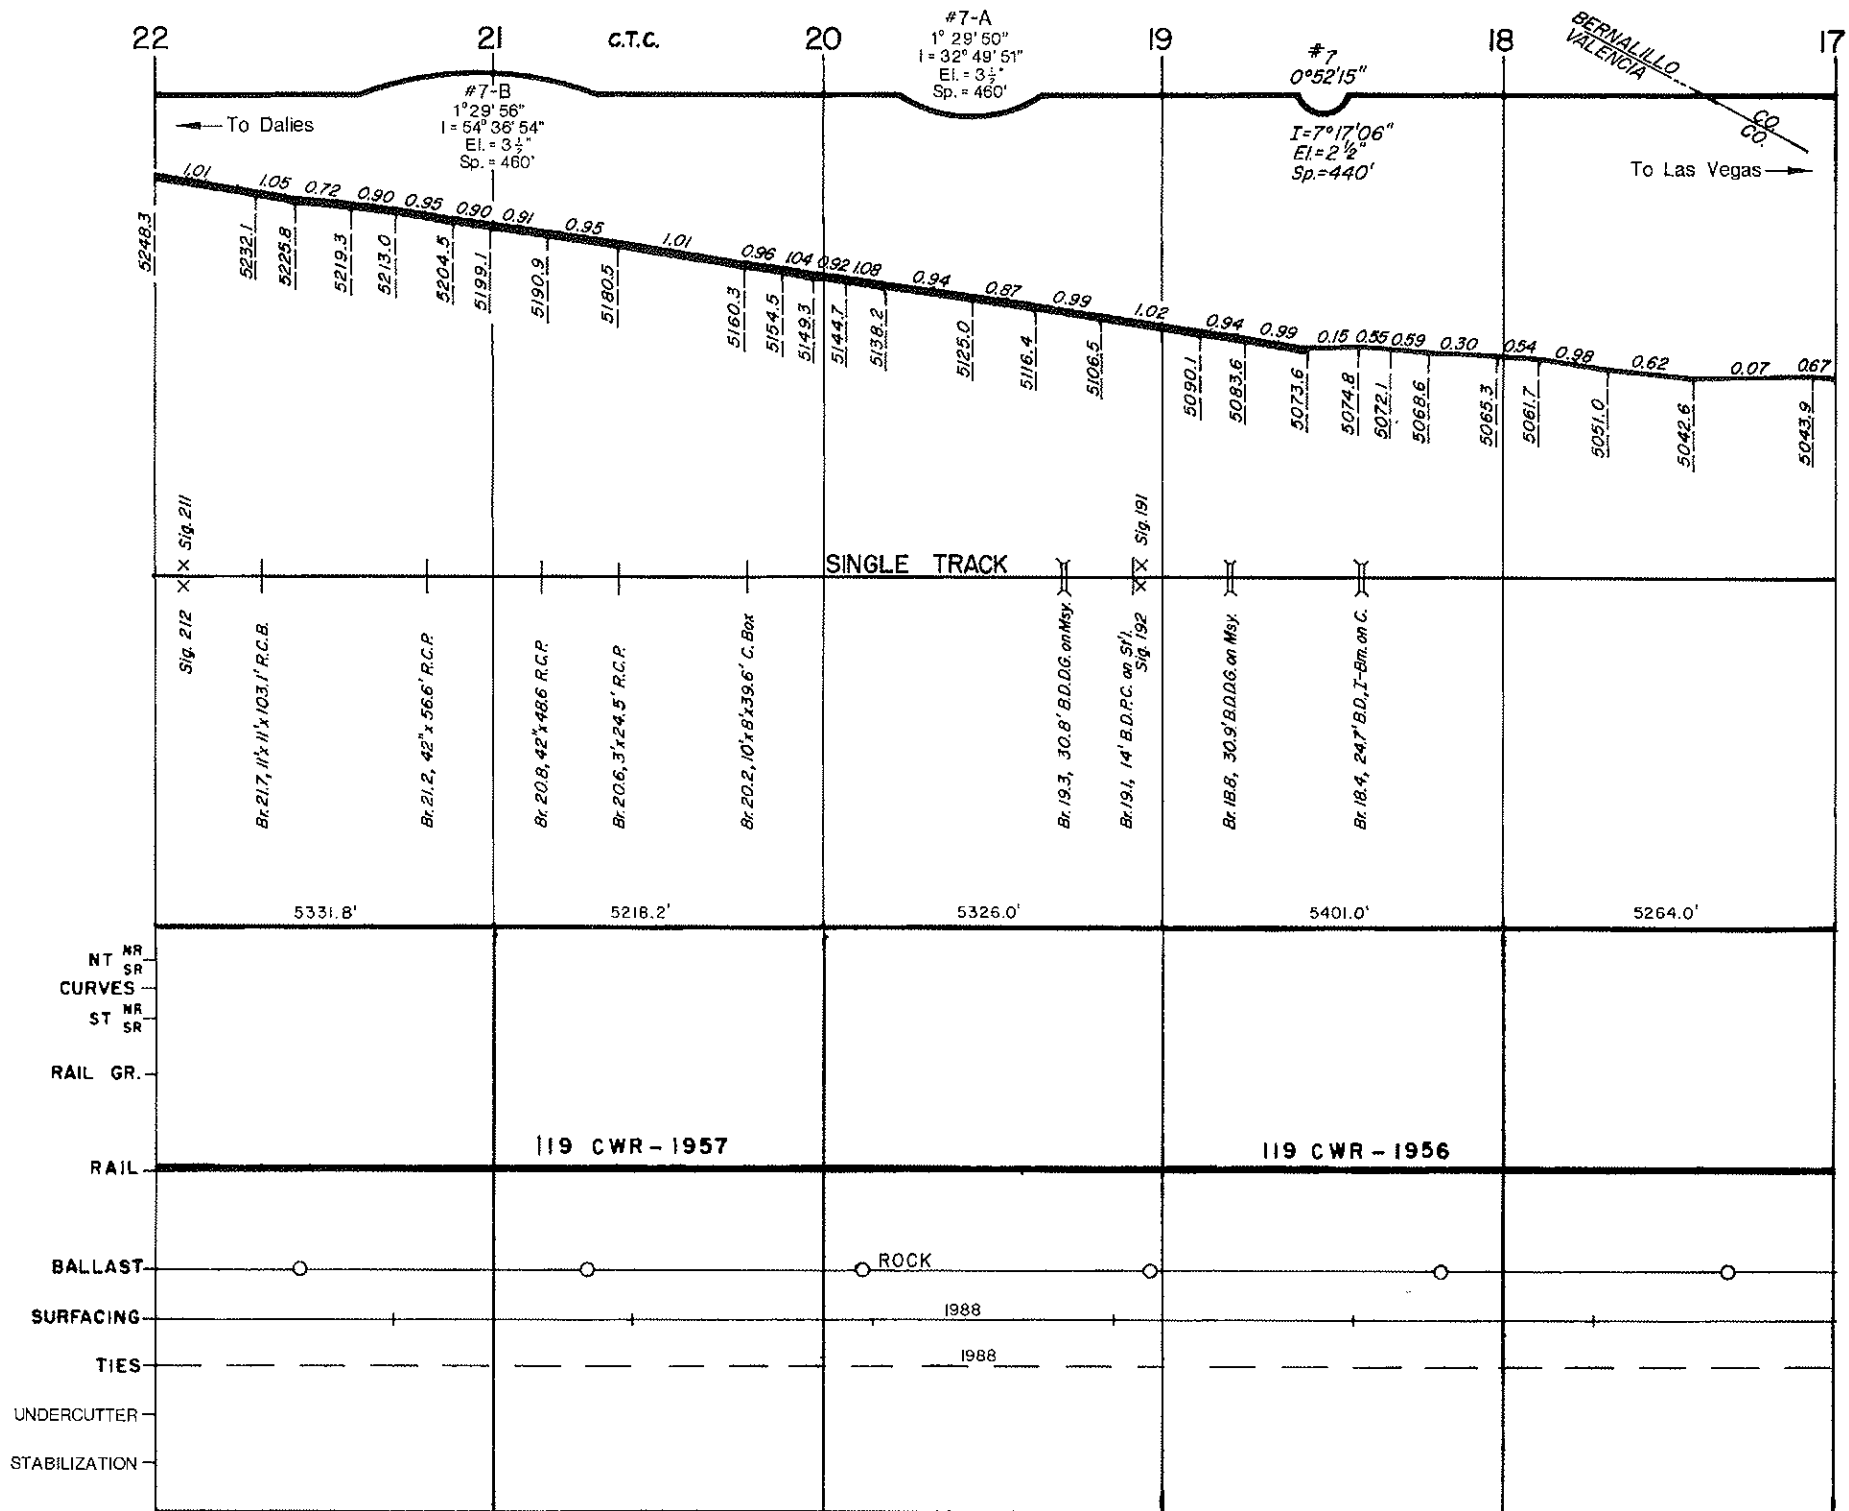 22
21
C.T.C.
20
19
18
17
#7-A
1° 29' 50"
I = 32° 49' 51"
El. = 3 1/2"
Sp. = 460'
#7
0°52'15"
I=7°17'06"
El.=2 1/2"
Sp.=440'
BERNALILLO CO.
VALENCIA CO.
#7-B
1° 29' 56"
I = 54° 36' 54"
El. = 3 1/2"
Sp. = 460'
To Dalies
To Las Vegas
1.01 1.05 0.72 0.90 0.95 0.90 0.91 0.95 1.01 0.96 1.04 0.92 1.08 0.94 0.87 0.99 1.02 0.94 0.99 0.15 0.55 0.59 0.30 0.54 0.98 0.62 0.07 0.67
5248.3
5232.1
5225.8
5219.3
5213.0
5204.5
5199.1
5190.9
5180.5
5160.3
5154.5
5149.3
5144.7
5138.2
5125.0
5116.4
5106.5
5090.1
5083.6
5073.6
5074.8
5072.1
5068.6
5065.3
5061.7
5051.0
5042.6
5043.9
Sig. 211
Sig. 212
SINGLE TRACK
Sig. 191
Sig. 192
Br. 21.7, 11'x 11'x 103.1' R.C.B.
Br. 21.2, 42" x 56.6' R.C.P.
Br. 20.8, 42"x 48.6 R.C.P.
Br. 20.6, 3'x 24.5' R.C.P.
Br. 20.2, 10'x 8'x 39.6' C. Box
Br. 19.3, 30.8' B.D.D.G. on Msy.
Br. 19.1, 14' B.D.P.C. on St'l.
Br. 18.8, 30.9' B.D.D.G. on Msy.
Br. 18.4, 24.7' B.D., I-Bm. on C.
5331.8' 5218.2' 5326.0' 5401.0' 5264.0'
NT NR SR
CURVES
ST NR SR
RAIL GR.
119 CWR - 1957
119 CWR - 1956
RAIL
BALLAST
ROCK
SURFACING
1988
TIES
1988
UNDERCUTTER
STABILIZATION